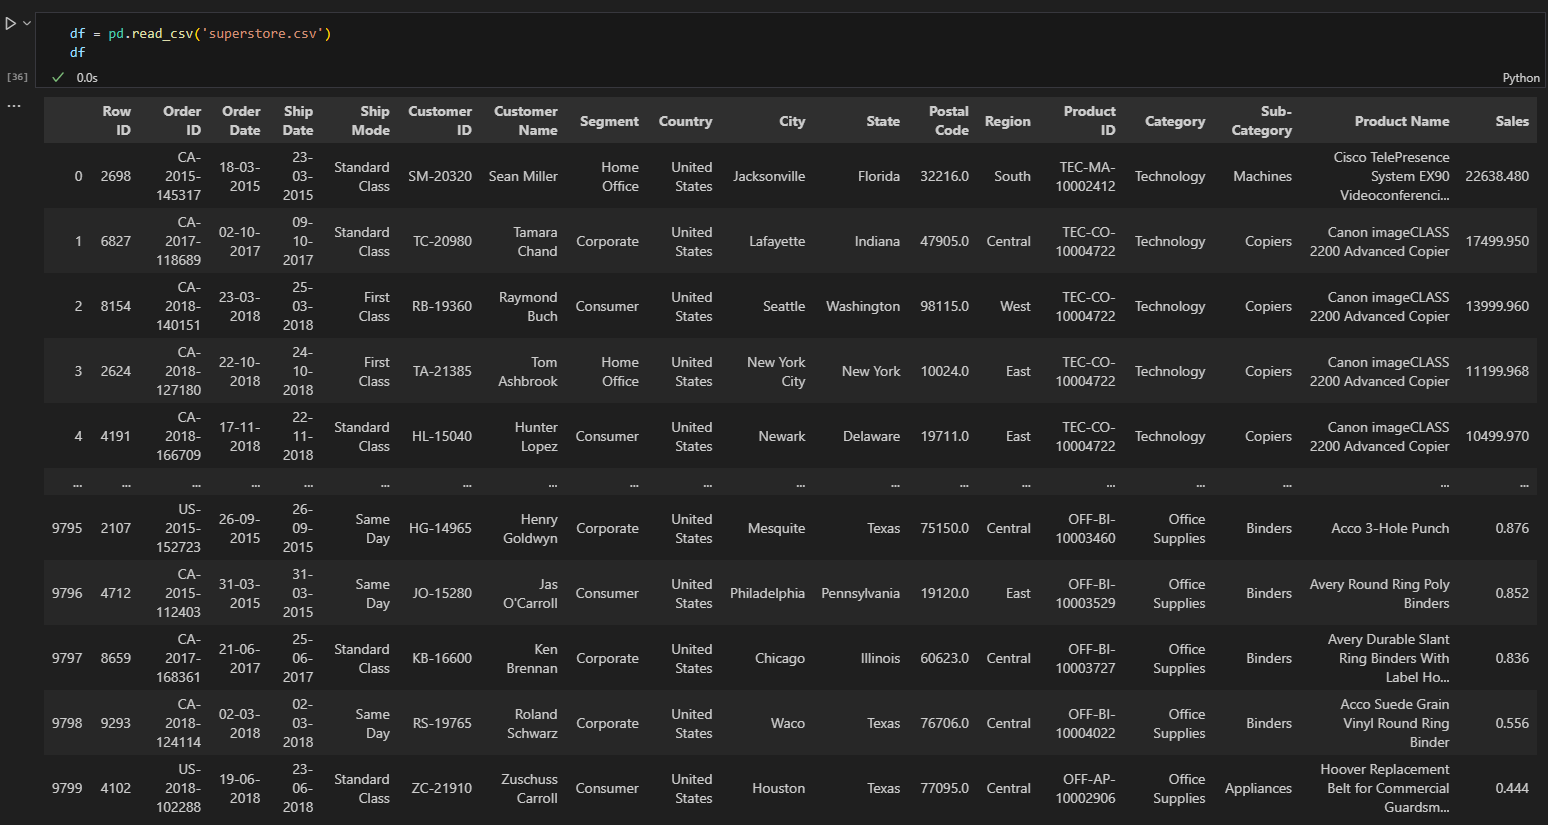 df = pd.read_csv('superstore.csv')
df
[36] 0.0s Python
...
Row ID Order ID Order Date Ship Date Ship Mode Customer ID Customer Name Segment Country City State Postal Code Region Product ID Category Sub-Category Product Name Sales
0 2698 CA-2015-145317 18-03-2015 23-03-2015 Standard Class SM-20320 Sean Miller Home Office United States Jacksonville Florida 32216.0 South TEC-MA-10002412 Technology Machines Cisco TelePresence System EX90 Videoconferenci... 22638.480
1 6827 CA-2017-118689 02-10-2017 09-10-2017 Standard Class TC-20980 Tamara Chand Corporate United States Lafayette Indiana 47905.0 Central TEC-CO-10004722 Technology Copiers Canon imageCLASS 2200 Advanced Copier 17499.950
2 8154 CA-2018-140151 23-03-2018 25-03-2018 First Class RB-19360 Raymond Buch Consumer United States Seattle Washington 98115.0 West TEC-CO-10004722 Technology Copiers Canon imageCLASS 2200 Advanced Copier 13999.960
3 2624 CA-2018-127180 22-10-2018 24-10-2018 First Class TA-21385 Tom Ashbrook Home Office United States New York City New York 10024.0 East TEC-CO-10004722 Technology Copiers Canon imageCLASS 2200 Advanced Copier 11199.968
4 4191 CA-2018-166709 17-11-2018 22-11-2018 Standard Class HL-15040 Hunter Lopez Consumer United States Newark Delaware 19711.0 East TEC-CO-10004722 Technology Copiers Canon imageCLASS 2200 Advanced Copier 10499.970
... ... ... ... ... ... ... ... ... ... ... ... ... ... ... ... ... ... ...
9795 2107 US-2015-152723 26-09-2015 26-09-2015 Same Day HG-14965 Henry Goldwyn Corporate United States Mesquite Texas 75150.0 Central OFF-BI-10003460 Office Supplies Binders Acco 3-Hole Punch 0.876
9796 4712 CA-2015-112403 31-03-2015 31-03-2015 Same Day JO-15280 Jas O'Carroll Consumer United States Philadelphia Pennsylvania 19120.0 East OFF-BI-10003529 Office Supplies Binders Avery Round Ring Poly Binders 0.852
9797 8659 CA-2017-168361 21-06-2017 25-06-2017 Standard Class KB-16600 Ken Brennan Corporate United States Chicago Illinois 60623.0 Central OFF-BI-10003727 Office Supplies Binders Avery Durable Slant Ring Binders With Label Ho... 0.836
9798 9293 CA-2018-124114 02-03-2018 02-03-2018 Same Day RS-19765 Roland Schwarz Corporate United States Waco Texas 76706.0 Central OFF-BI-10004022 Office Supplies Binders Acco Suede Grain Vinyl Round Ring Binder 0.556
9799 4102 US-2018-102288 19-06-2018 23-06-2018 Standard Class ZC-21910 Zuschuss Carroll Consumer United States Houston Texas 77095.0 Central OFF-AP-10002906 Office Supplies Appliances Hoover Replacement Belt for Commercial Guardsm... 0.444